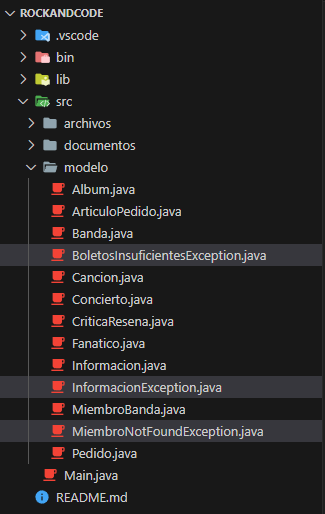 ROCKANDCODE
.vscode
bin
lib
src
archivos
documentos
modelo
Album.java
ArticuloPedido.java
Banda.java
BoletosInsuficientesException.java
Cancion.java
Concierto.java
CriticaResena.java
Fanatico.java
Informacion.java
InformacionException.java
MiembroBanda.java
MiembroNotFoundException.java
Pedido.java
Main.java
README.md